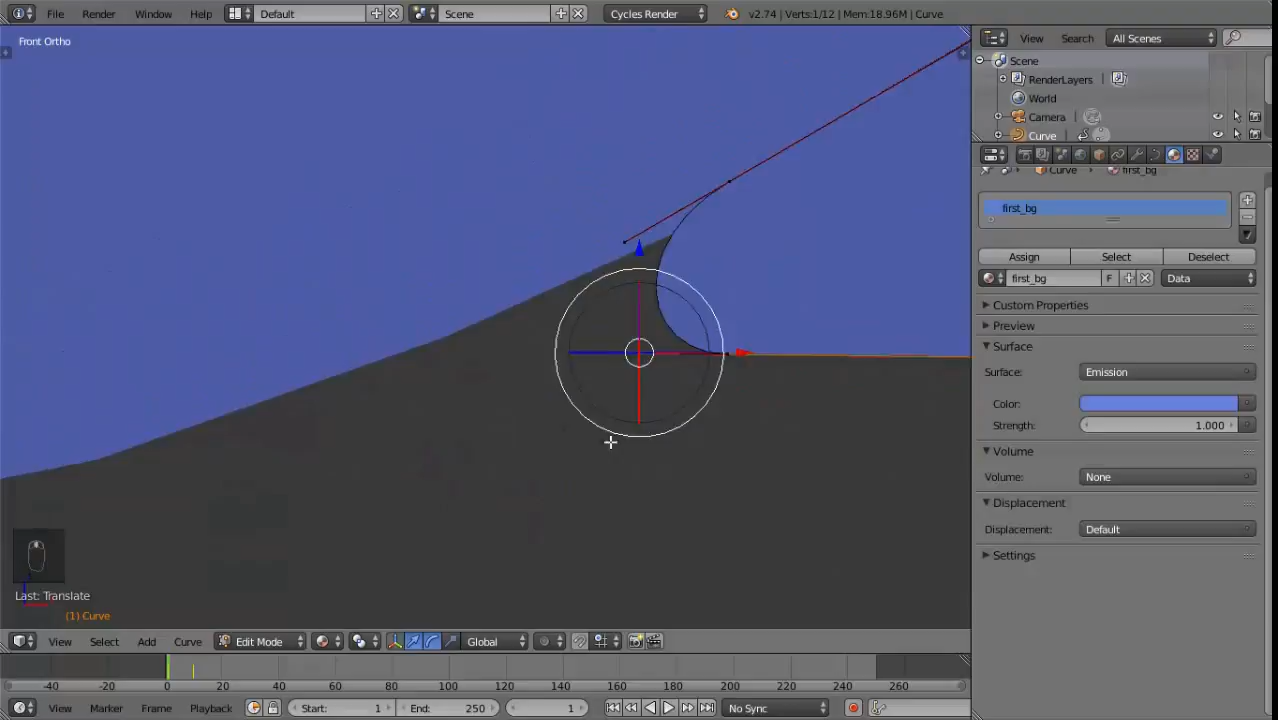 File Render Window Help Default Scene Cycles Render v2.74 | Verts:1/12 | Mem:18.96M | Curve
Front Ortho
View Search All Scenes
Scene
RenderLayers
World
Camera
Curve
Curve first_bg
first_bg
Assign Select Deselect
first_bg F Data
Custom Properties
Preview
Surface
Surface: Emission
Color:
Strength: 1.000
Volume
Volume: None
Displacement
Displacement: Default
Settings
Last: Translate
(1) Curve
View Select Add Curve Edit Mode Global
-40 -20 0 20 40 60 80 100 120 140 160 180 200 220 240 260
View Marker Frame Playback Start: 1 End: 250 1 No Sync